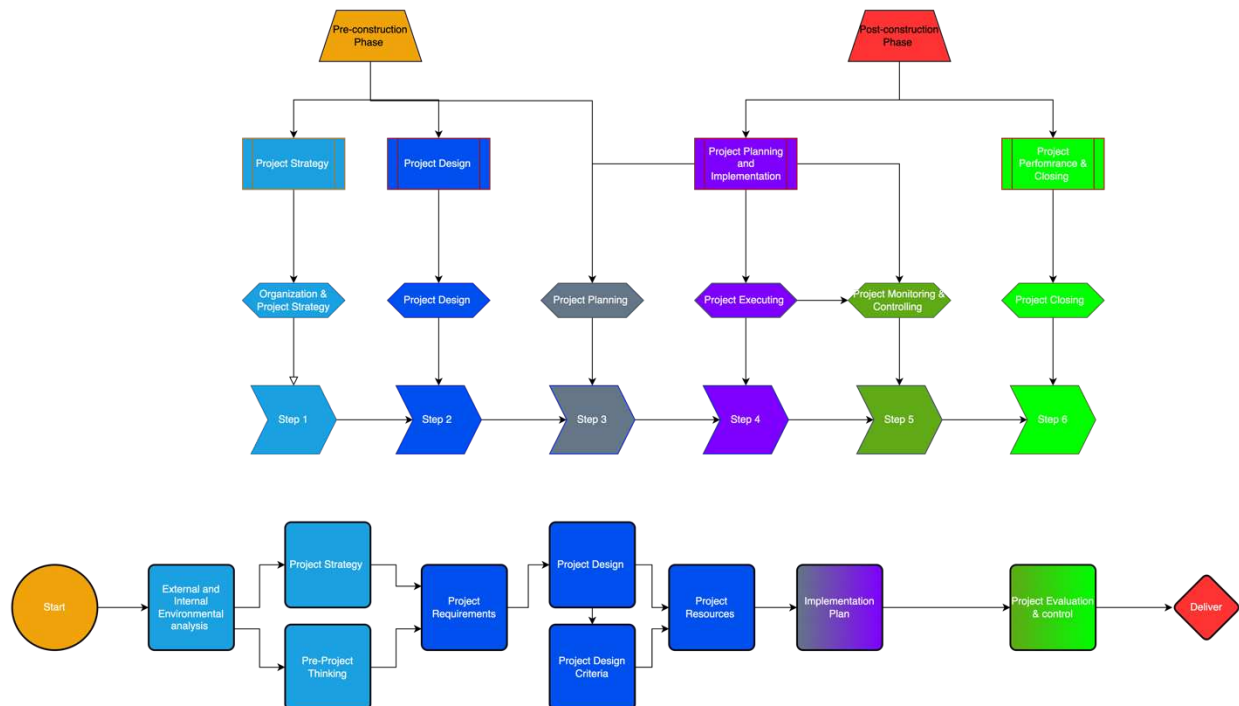 Pre-construction
Phase
Post-construction
Phase
Project Strategy
Project Design
Project Planning
and
Implementation
Project
Perfomrance &
Closing
Organization &
Project Strategy
Project Design
Project Planning
Project Executing
Project Monitoring &
Controlling
Project Closing
Step 1
Step 2
Step 3
Step 4
Step 5
Step 6
Start
External and
Internal
Environmental
analysis
Project Strategy
Pre-Project
Thinking
Project
Requirements
Project Design
Project Design
Criteria
Project
Resources
Implementation
Plan
Project Evaluation
& control
Deliver